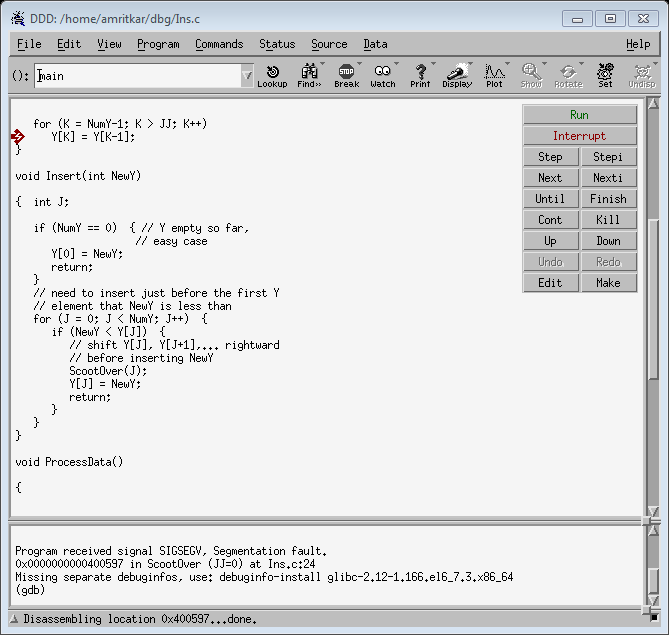 DDD: /home/amritkar/dbg/Ins.c
File Edit View Program Commands Status Source Data Help
(): main
Lookup Find>> Break Watch Print Display Plot Show Rotate Set Undisp
for (K = NumY-1; K > JJ; K++)
Y[K] = Y[K-1];
}
void Insert(int NewY)
{ int J;
if (NumY == 0) { // Y empty so far,
// easy case
Y[0] = NewY;
return;
}
// need to insert just before the first Y
// element that NewY is less than
for (J = 0; J < NumY; J++) {
if (NewY < Y[J]) {
// shift Y[J], Y[J+1],... rightward
// before inserting NewY
ScootOver(J);
Y[J] = NewY;
return;
}
}
}
void ProcessData()
{
Run
Interrupt
Step Stepi
Next Nexti
Until Finish
Cont Kill
Up Down
Undo Redo
Edit Make
Program received signal SIGSEGV, Segmentation fault.
0x0000000000400597 in ScootOver (JJ=0) at Ins.c:24
Missing separate debuginfos, use: debuginfo-install glibc-2.12-1.166.el6_7.3.x86_64
(gdb)
Disassembling location 0x400597...done.